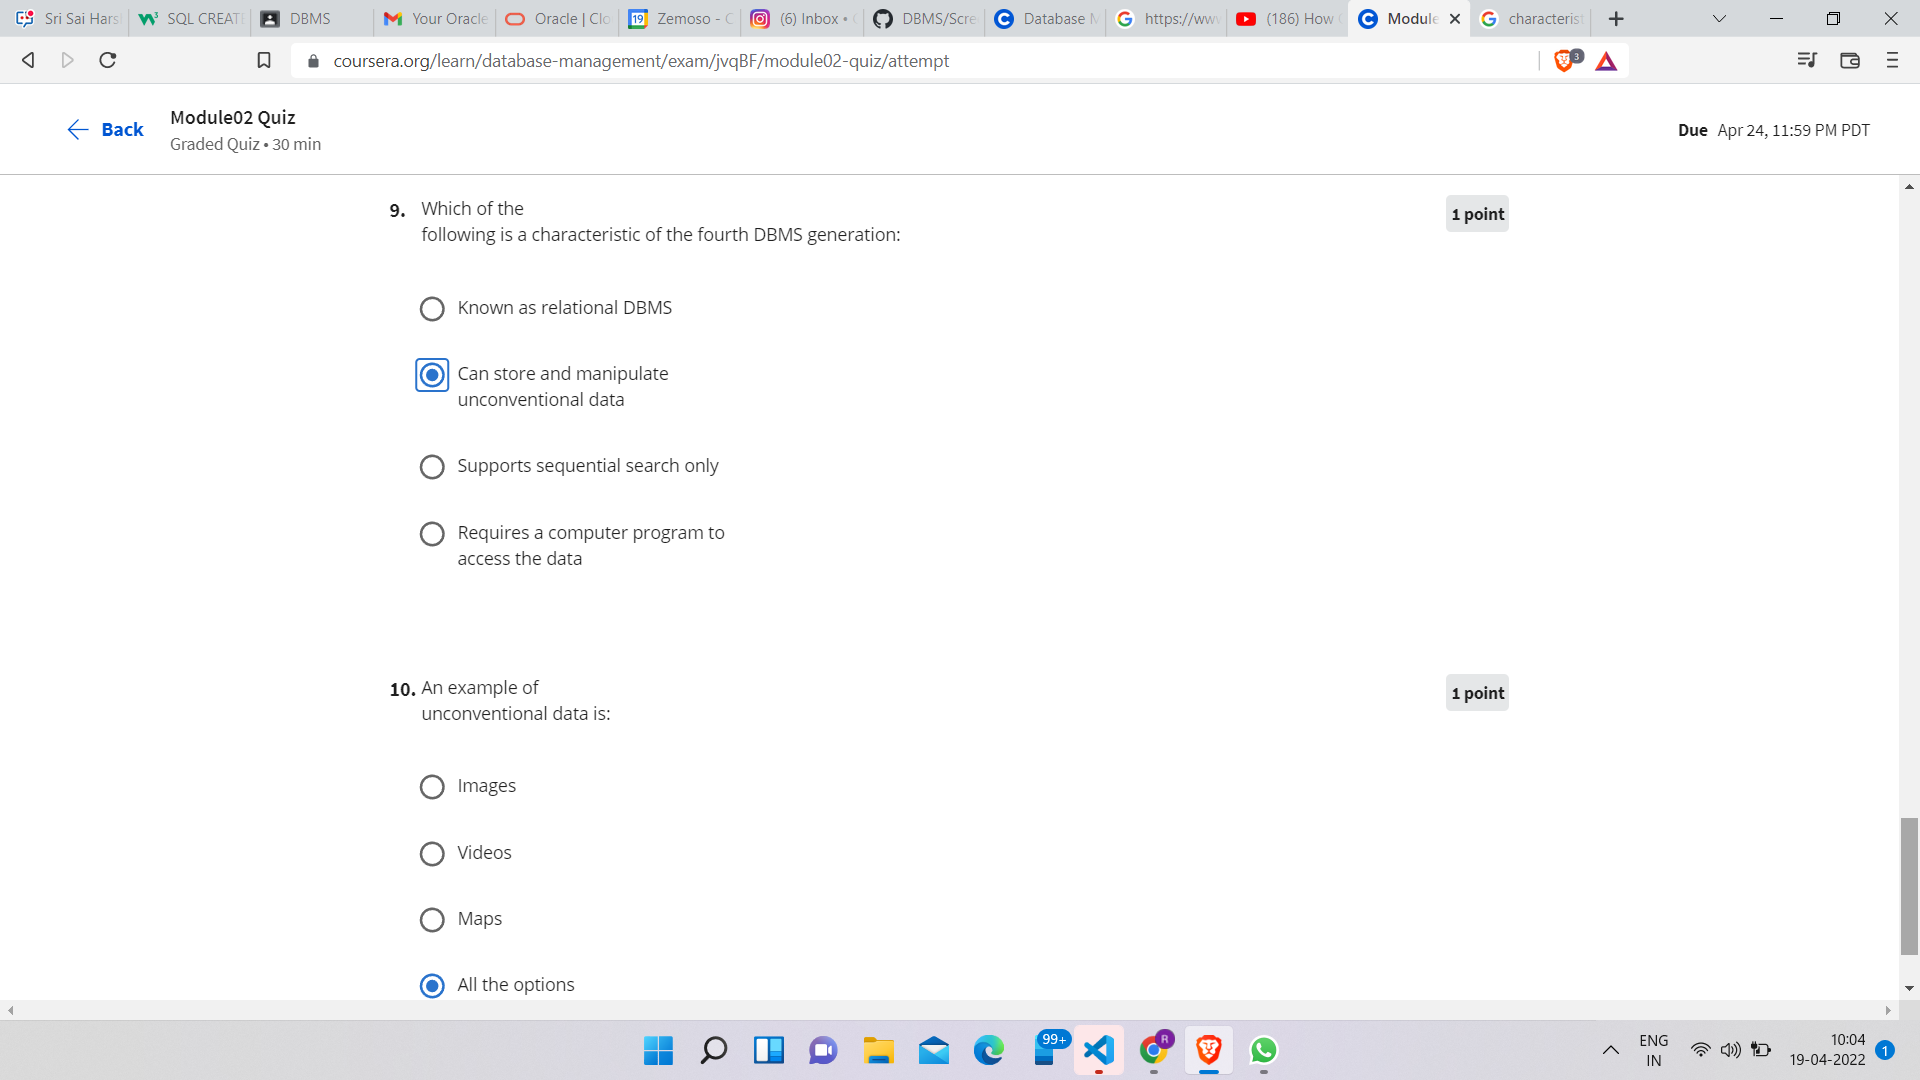 Sri Sai Hars
SQL CREATE
DBMS
Your Oracle
Oracle | Clo
Zemoso - C
(6) Inbox •
DBMS/Scre
Database M
https://www
(186) How
Module
characterist
coursera.org/learn/database-management/exam/jvqBF/module02-quiz/attempt
3
Back
Module02 Quiz
Graded Quiz • 30 min
Due Apr 24, 11:59 PM PDT
9. Which of the
following is a characteristic of the fourth DBMS generation:
1 point
Known as relational DBMS
Can store and manipulate
unconventional data
Supports sequential search only
Requires a computer program to
access the data
10. An example of
unconventional data is:
1 point
Images
Videos
Maps
All the options
99+
R
ENG
IN
10:04
19-04-2022
1